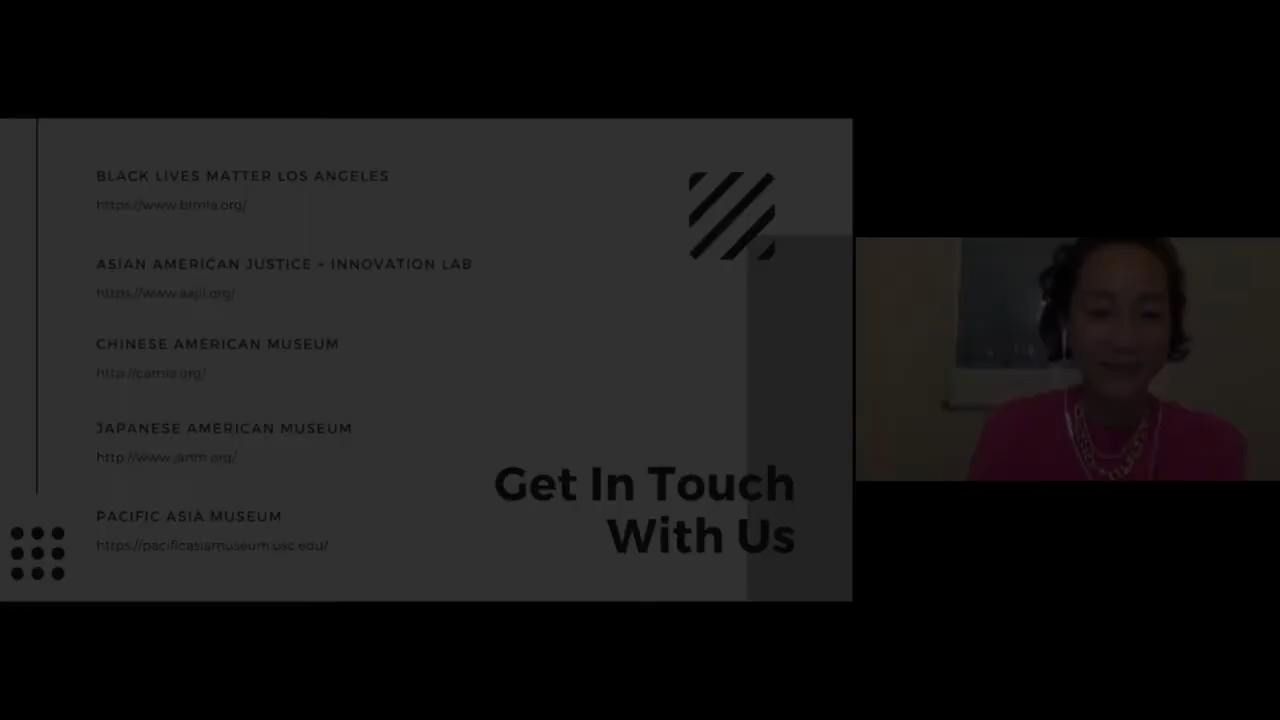 BLACK LIVES MATTER LOS ANGELES
https://www.blmla.org/
ASIAN AMERICAN JUSTICE + INNOVATION LAB
https://www.aajil.org/
CHINESE AMERICAN MUSEUM
http://camla.org/
JAPANESE AMERICAN MUSEUM
http://www.janm.org/
PACIFIC ASIA MUSEUM
https://pacificasiamuseum.usc.edu/
Get In Touch
With Us